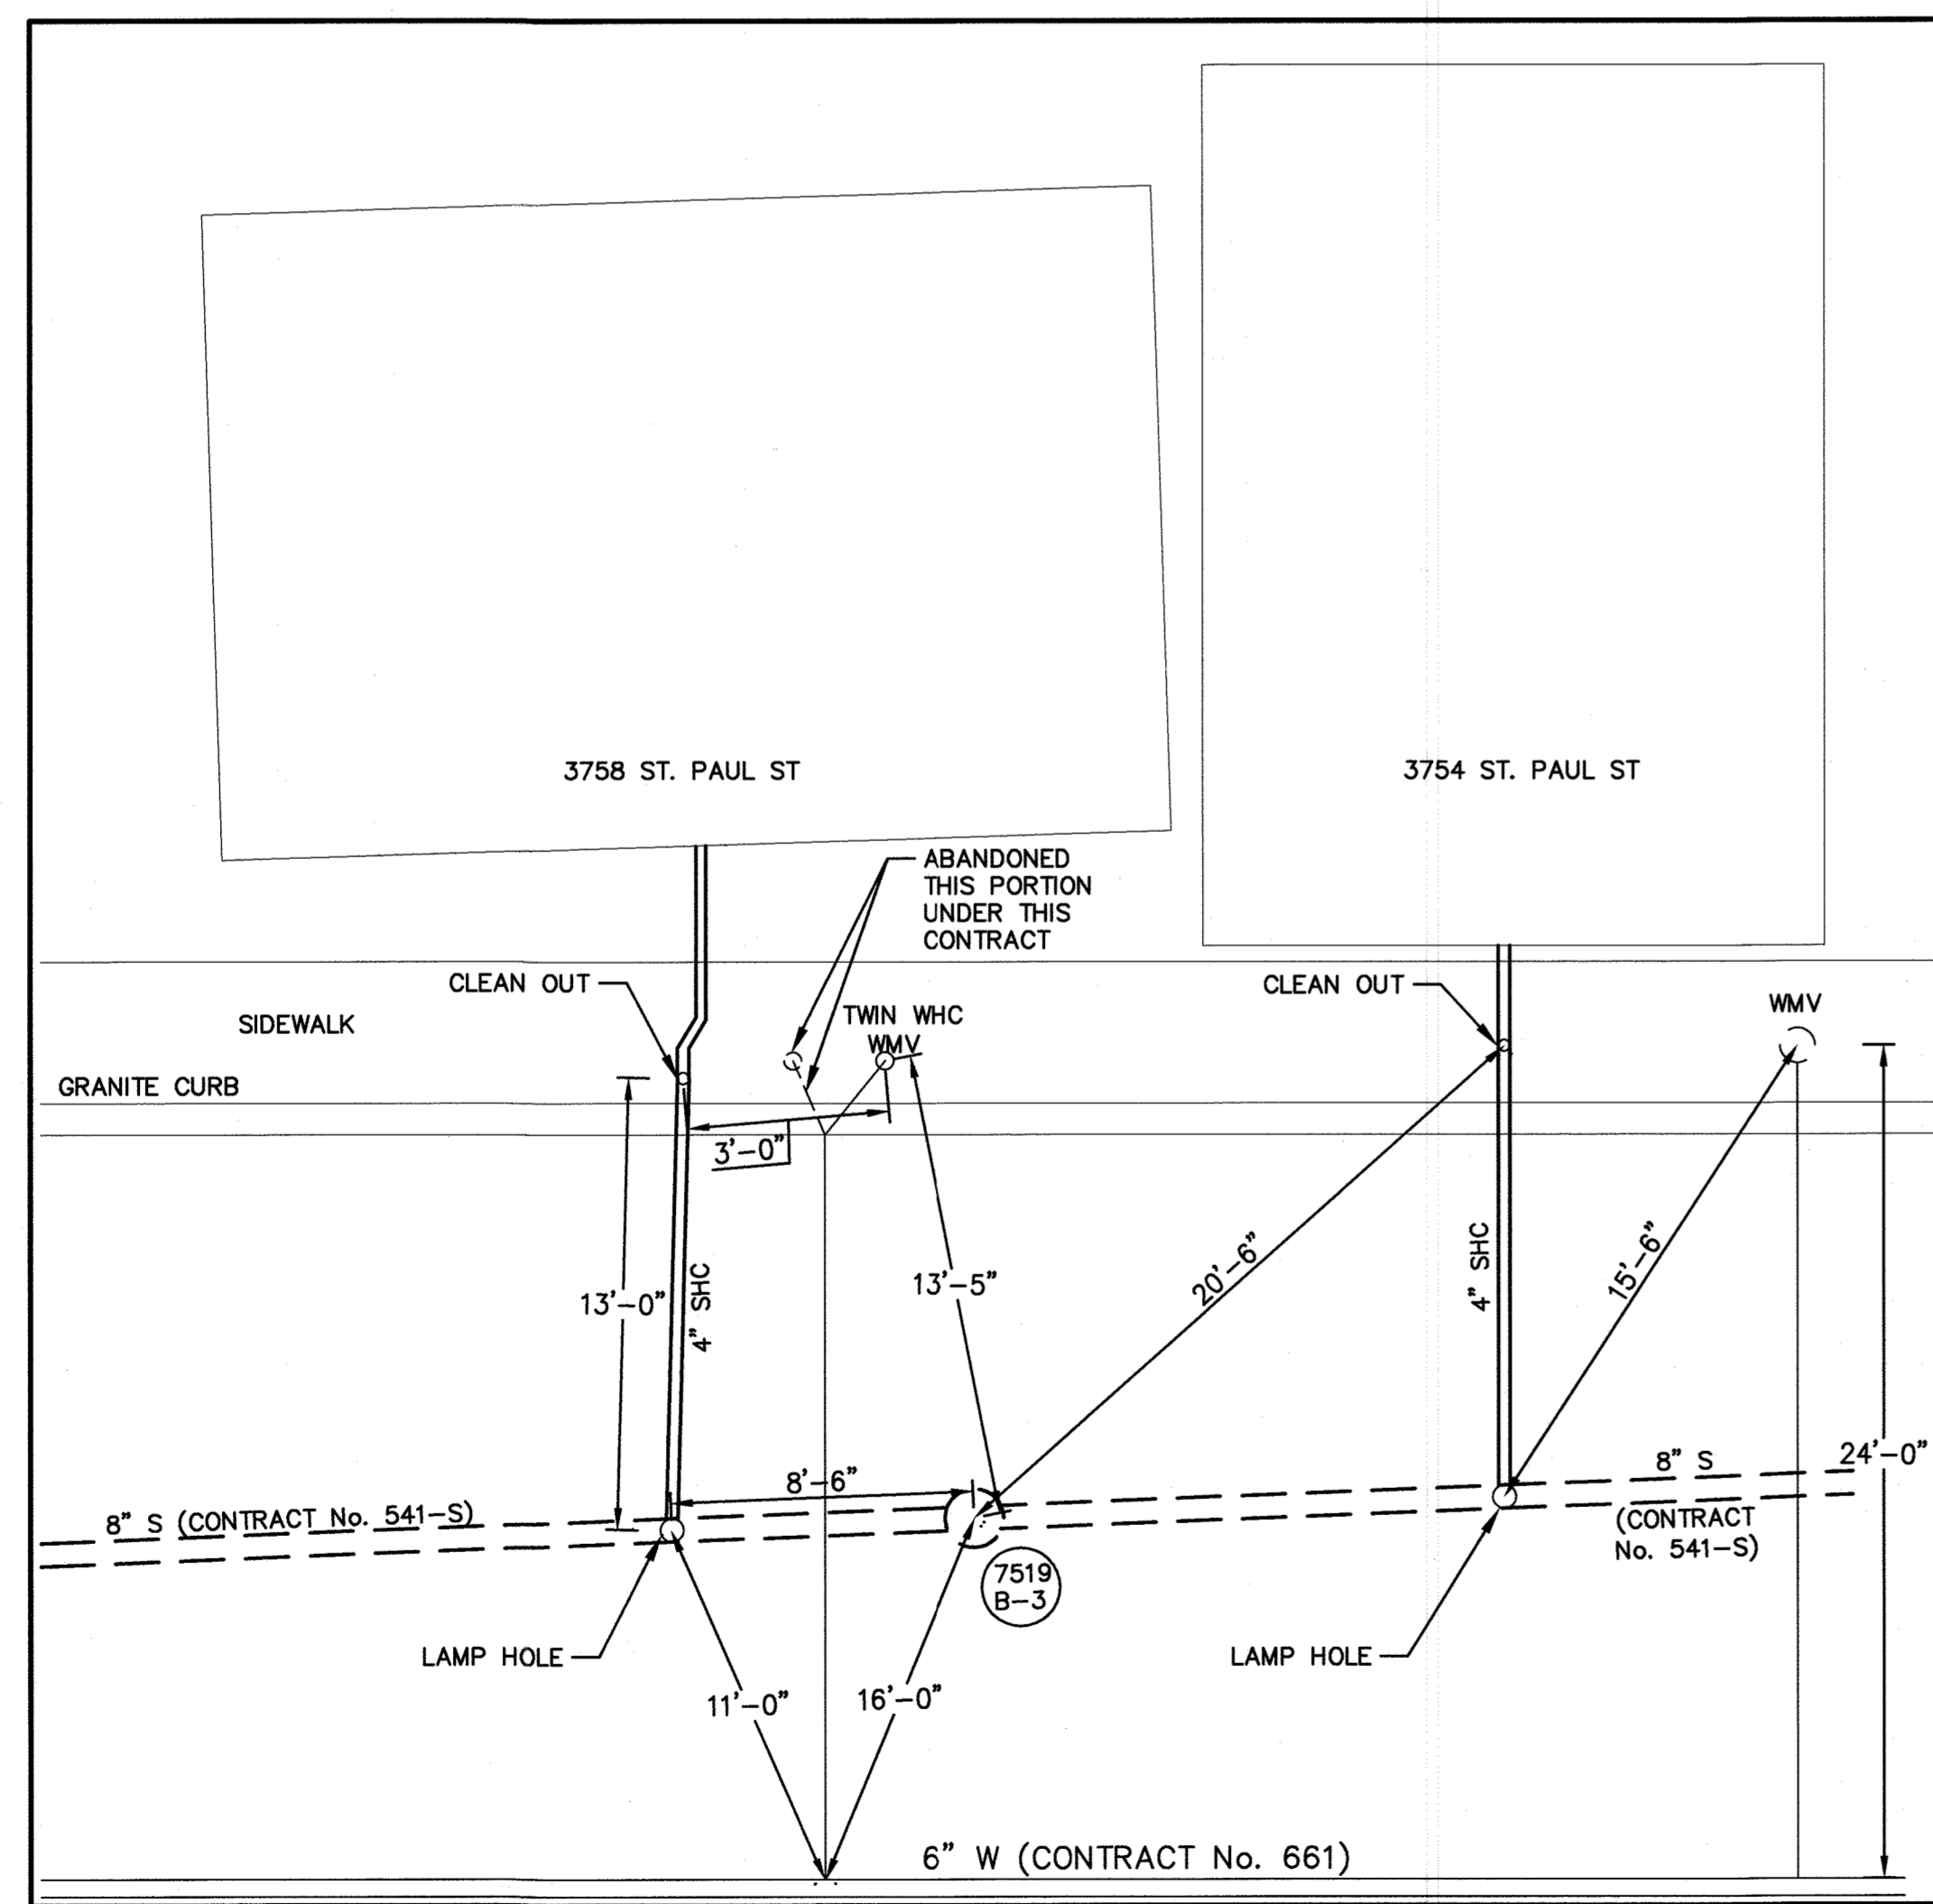 3758 ST. PAUL ST
3754 ST. PAUL ST
ABANDONED
THIS PORTION
UNDER THIS
CONTRACT
CLEAN OUT
CLEAN OUT
SIDEWALK
TWIN WHC
WMV
WMV
GRANITE CURB
3'-0"
13'-0"
4" SHC
13'-5"
20'-6"
4" SHC
15'-6"
24'-0"
8'-6"
8" S
8" S (CONTRACT No. 541-S)
(CONTRACT
No. 541-S)
7519
B-3
LAMP HOLE
LAMP HOLE
11'-0"
16'-0"
6" W (CONTRACT No. 661)